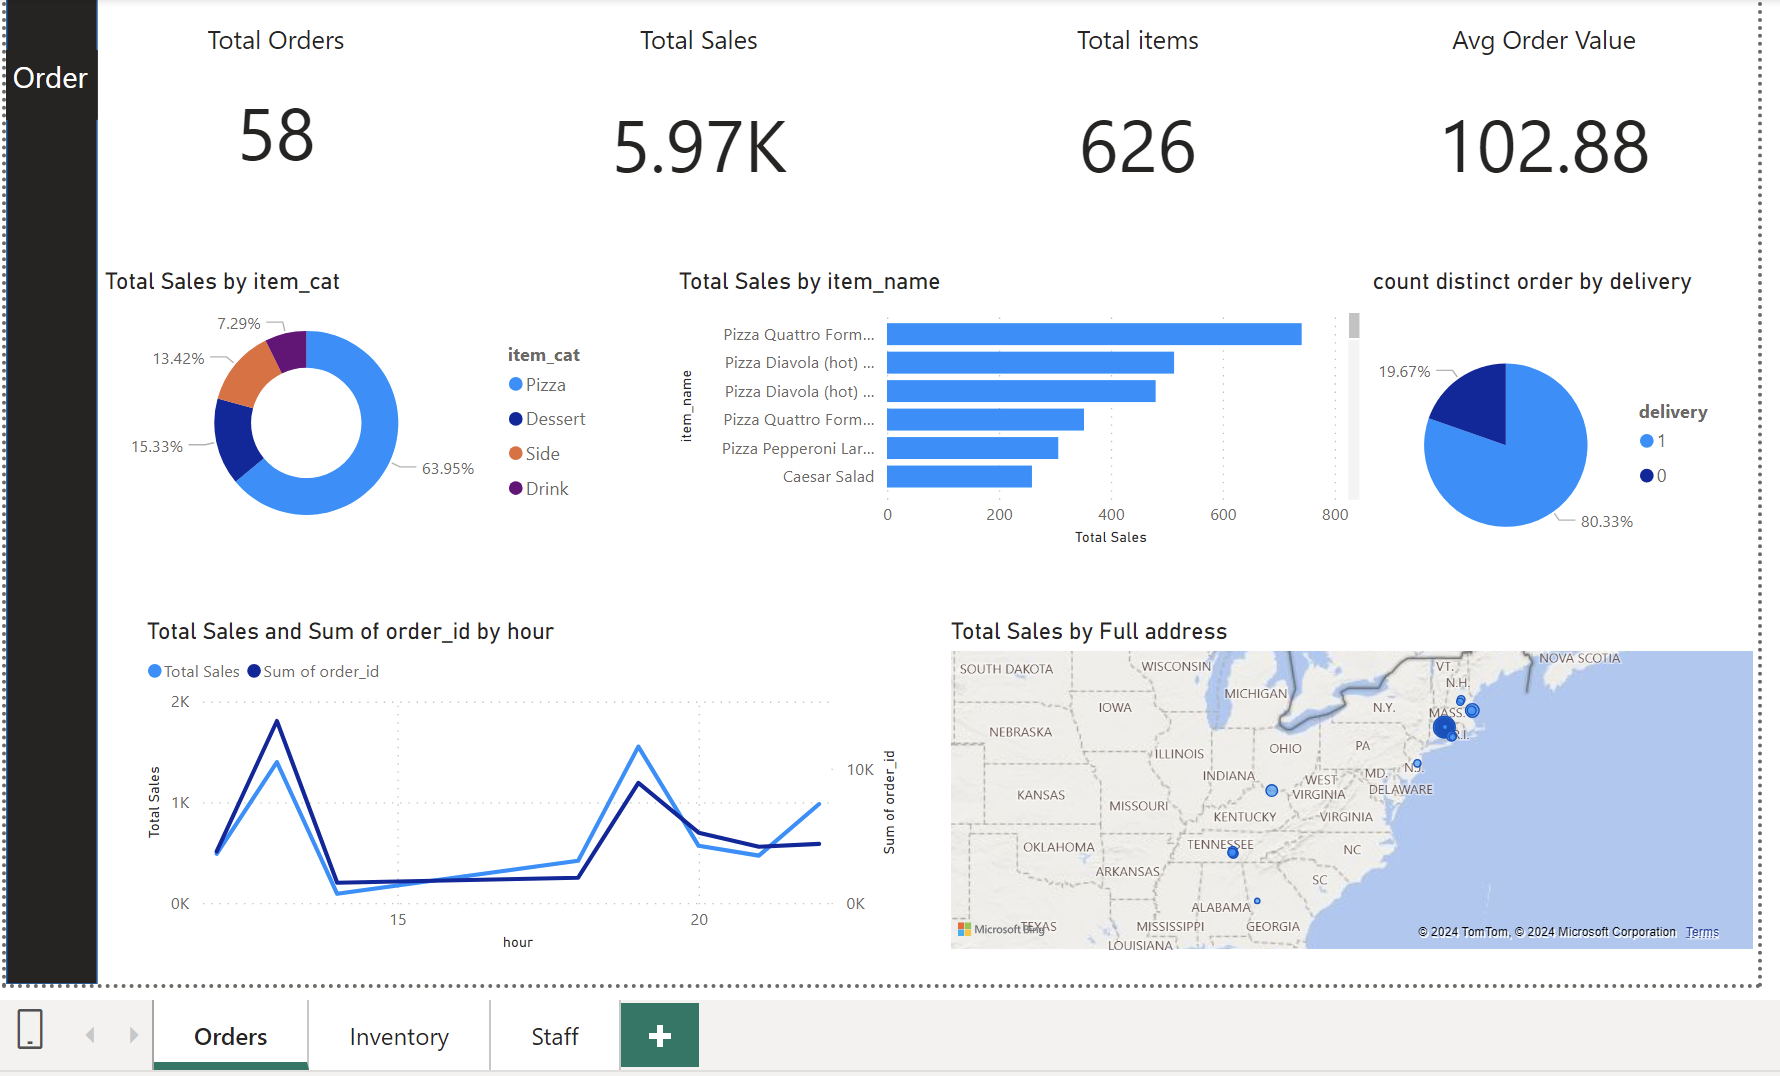 Order
Total Orders
58
Total Sales
5.97K
Total items
626
Avg Order Value
102.88
Total Sales by item_cat
7.29%
13.42%
15.33%
63.95%
item_cat
Pizza
Dessert
Side
Drink
Total Sales by item_name
item_name
Pizza Quattro Form...
Pizza Diavola (hot) ...
Pizza Diavola (hot) ...
Pizza Quattro Form...
Pizza Pepperoni Lar...
Caesar Salad
0 200 400 600 800
Total Sales
count distinct order by delivery
19.67%
80.33%
delivery
1
0
Total Sales and Sum of order_id by hour
Total Sales Sum of order_id
2K
1K
0K
Total Sales
10K
0K
Sum of order_id
15 20
hour
Total Sales by Full address
SOUTH DAKOTA
WISCONSIN
MICHIGAN
VT.
NOVA SCOTIA
N.H.
IOWA
N.Y.
MASS.
NEBRASKA
R.I.
ILLINOIS
OHIO
PA
INDIANA
WEST VIRGINIA
MD.
N.J.
DELAWARE
KANSAS
MISSOURI
KENTUCKY
VIRGINIA
OKLAHOMA
TENNESSEE
NC
ARKANSAS
SC
ALABAMA
MISSISSIPPI
GEORGIA
TEXAS
LOUISIANA
Microsoft Bing
© 2024 TomTom, © 2024 Microsoft Corporation Terms
Orders Inventory Staff